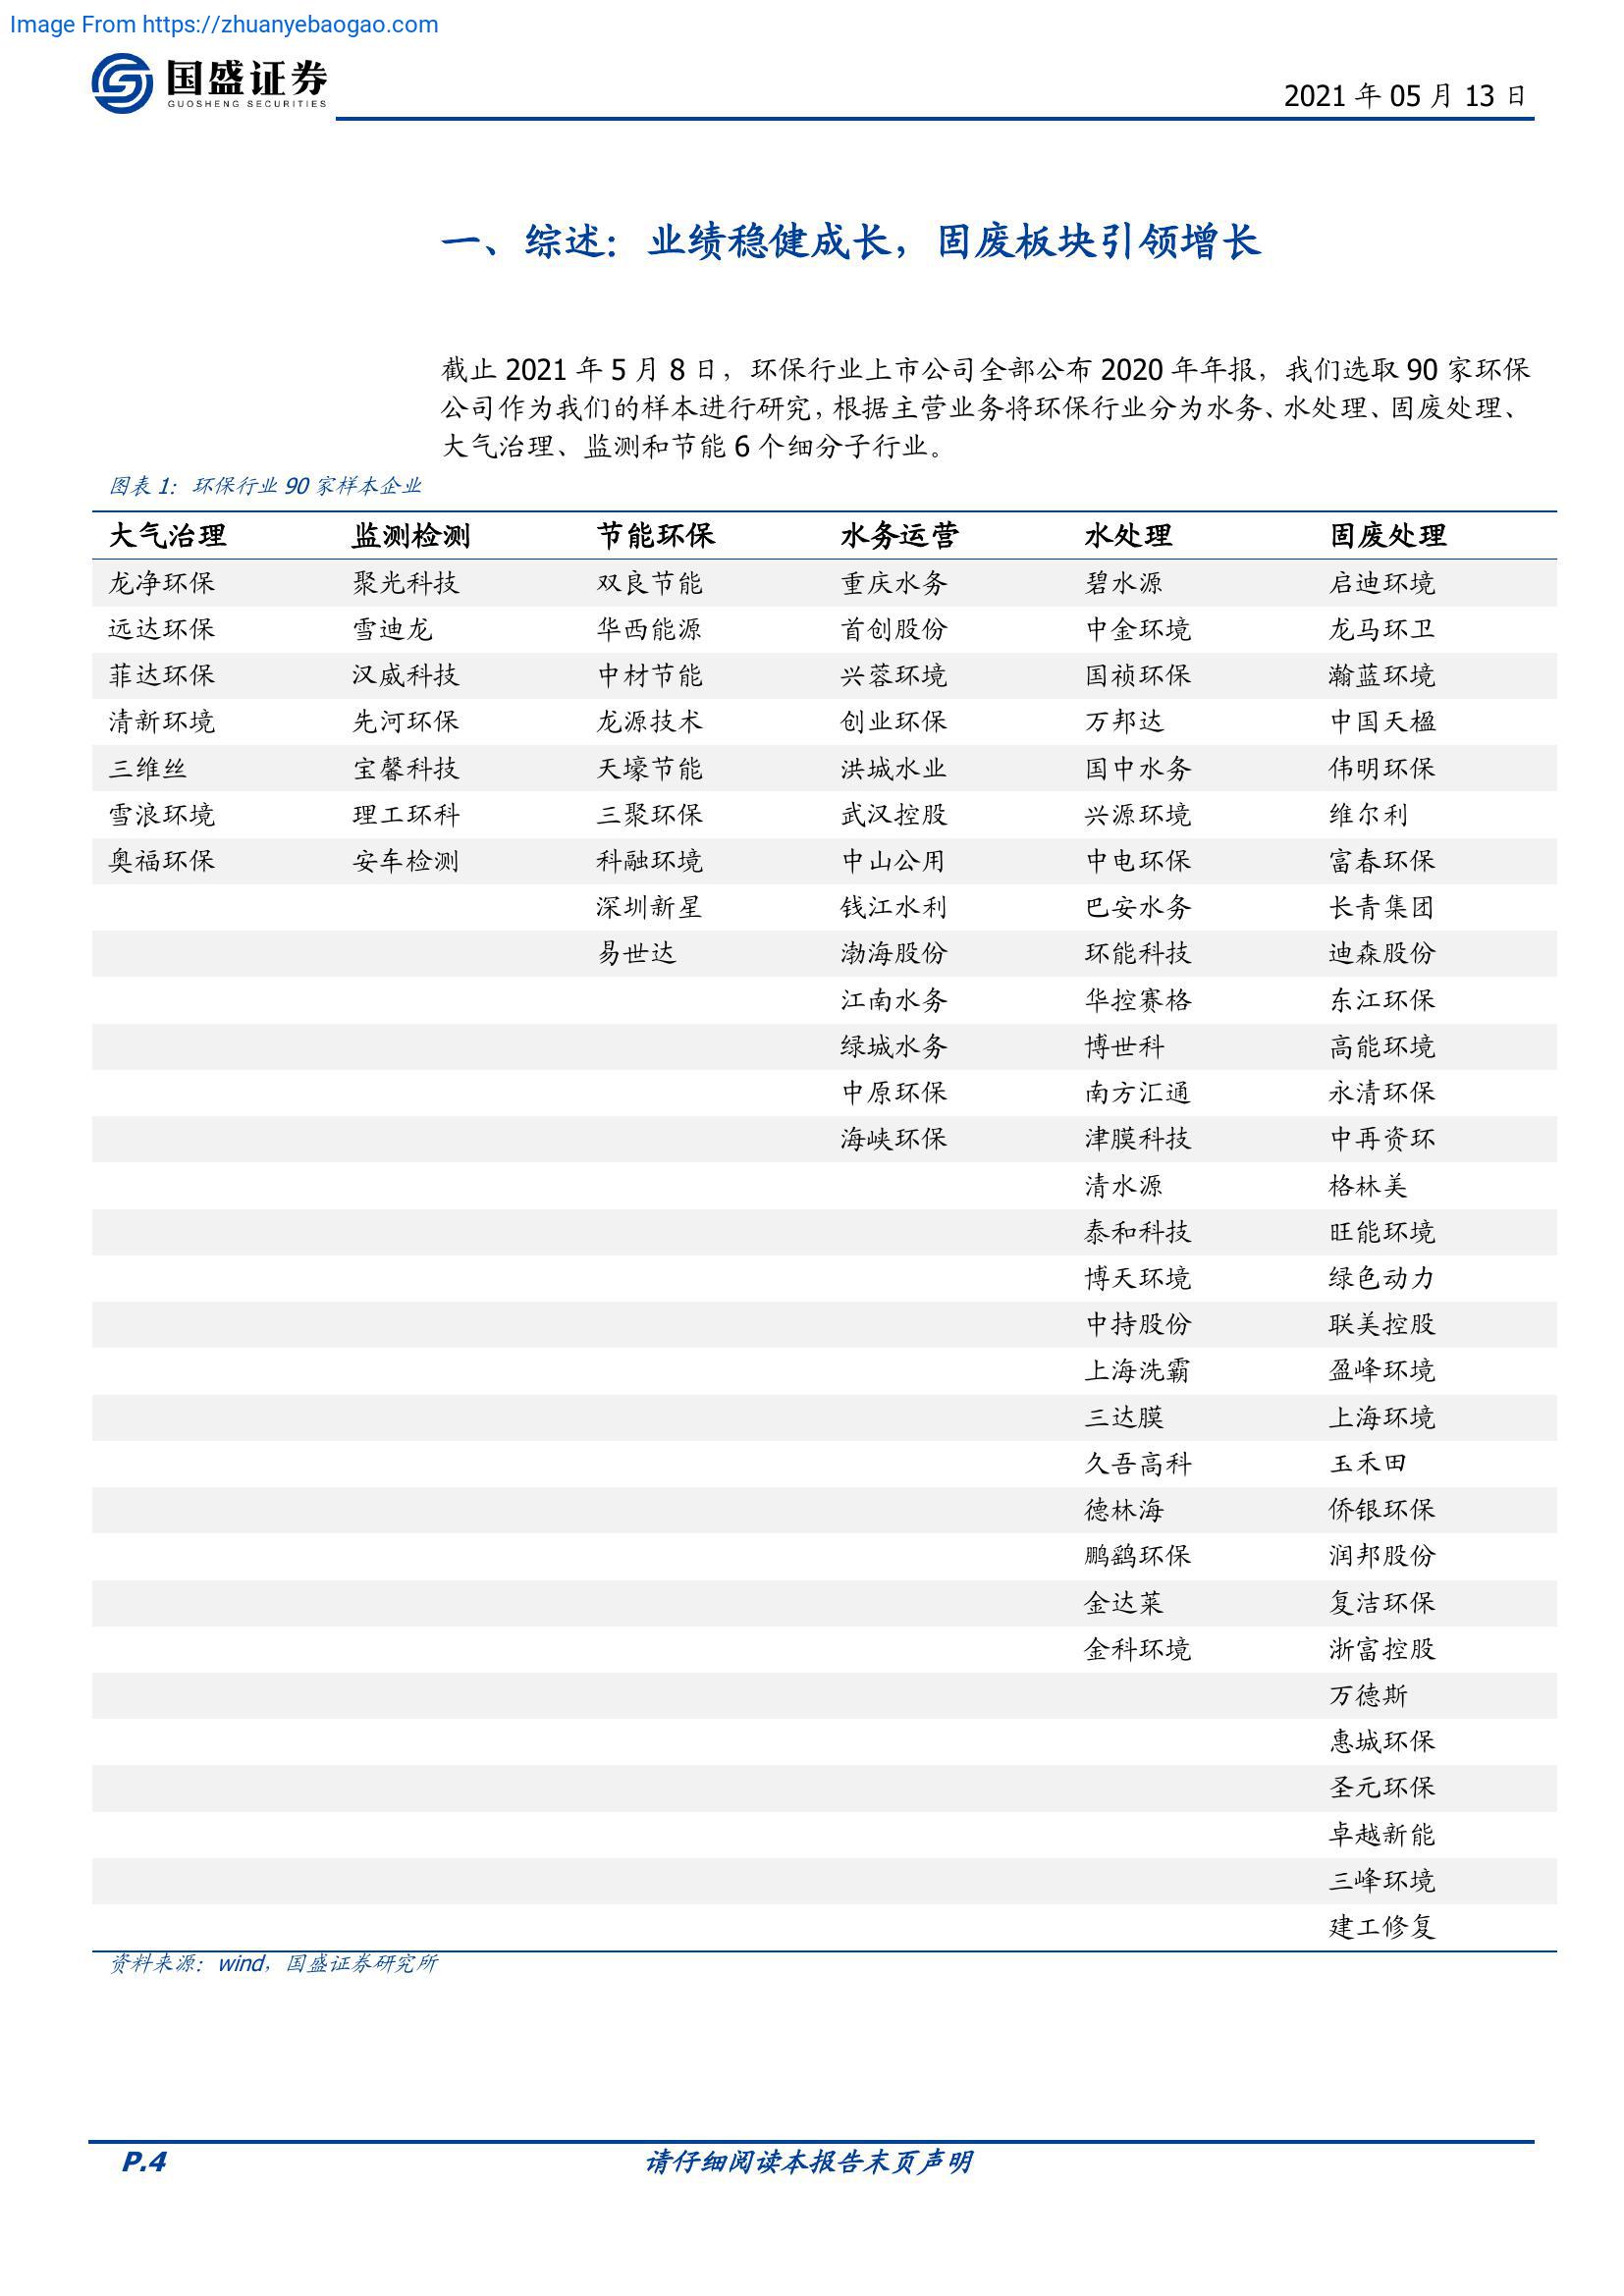 Image From https://zhuanyebaogao.com
国盛证券
GUOSHENG SECURITIES
2021 年 05 月 13 日
一、综述：业绩稳健成长，固废板块引领增长
截止 2021 年 5 月 8 日，环保行业上市公司全部公布 2020 年年报，我们选取 90 家环保
公司作为我们的样本进行研究，根据主营业务将环保行业分为水务、水处理、固废处理、
大气治理、监测和节能 6 个细分子行业。
图表 1：环保行业 90 家样本企业
大气治理 监测检测 节能环保 水务运营 水处理 固废处理
龙净环保 聚光科技 双良节能 重庆水务 碧水源 启迪环境
远达环保 雪迪龙 华西能源 首创股份 中金环境 龙马环卫
菲达环保 汉威科技 中材节能 兴蓉环境 国祯环保 瀚蓝环境
清新环境 先河环保 龙源技术 创业环保 万邦达 中国天楹
三维丝 宝馨科技 天壕节能 洪城水业 国中水务 伟明环保
雪浪环境 理工环科 三聚环保 武汉控股 兴源环境 维尔利
奥福环保 安车检测 科融环境 中山公用 中电环保 富春环保
深圳新星 钱江水利 巴安水务 长青集团
易世达 渤海股份 环能科技 迪森股份
江南水务 华控赛格 东江环保
绿城水务 博世科 高能环境
中原环保 南方汇通 永清环保
海峡环保 津膜科技 中再资环
清水源 格林美
泰和科技 旺能环境
博天环境 绿色动力
中持股份 联美控股
上海洗霸 盈峰环境
三达膜 上海环境
久吾高科 玉禾田
德林海 侨银环保
鹏鹞环保 润邦股份
金达莱 复洁环保
金科环境 浙富控股
万德斯
惠城环保
圣元环保
卓越新能
三峰环境
建工修复
资料来源：wind，国盛证券研究所
P.4
请仔细阅读本报告末页声明